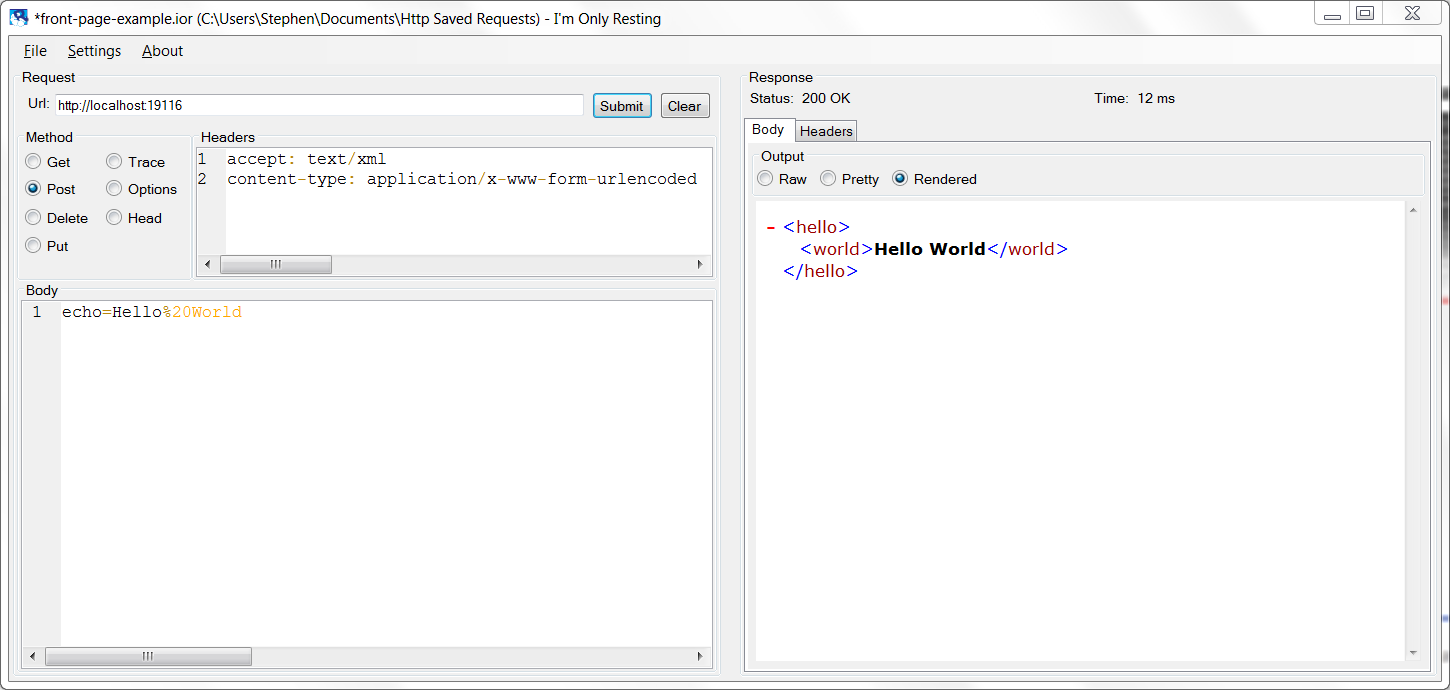 *front-page-example.ior (C:\Users\Stephen\Documents\Http Saved Requests) - I'm Only Resting
File Settings About
Request
Url: http://localhost:19116 Submit Clear
Method
Get Trace
Post Options
Delete Head
Put
Headers
1 accept: text/xml
2 content-type: application/x-www-form-urlencoded
Body
1 echo=Hello%20World
Response
Status: 200 OK Time: 12 ms
Body Headers
Output
Raw Pretty Rendered
- <hello>
<world>Hello World</world>
</hello>